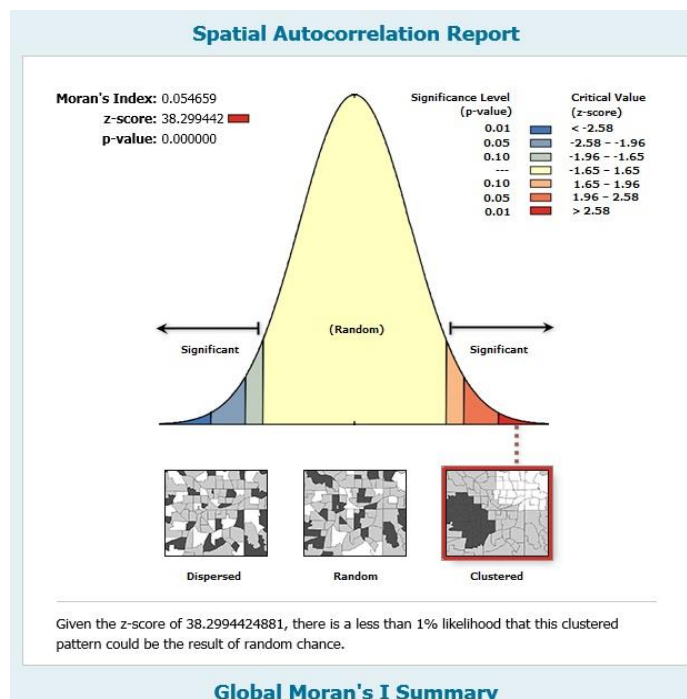 Spatial Autocorrelation Report
Moran's Index: 0.054659
z-score: 38.299442
p-value: 0.000000
Significance Level Critical Value
(p-value) (z-score)
0.01 < -2.58
0.05 -2.58 – -1.96
0.10 -1.96 – -1.65
--- -1.65 – 1.65
0.10 1.65 – 1.96
0.05 1.96 – 2.58
0.01 > 2.58
(Random)
Significant Significant
Dispersed Random Clustered
Given the z-score of 38.2994424881, there is a less than 1% likelihood that this clustered
pattern could be the result of random chance.
Global Moran's I Summary